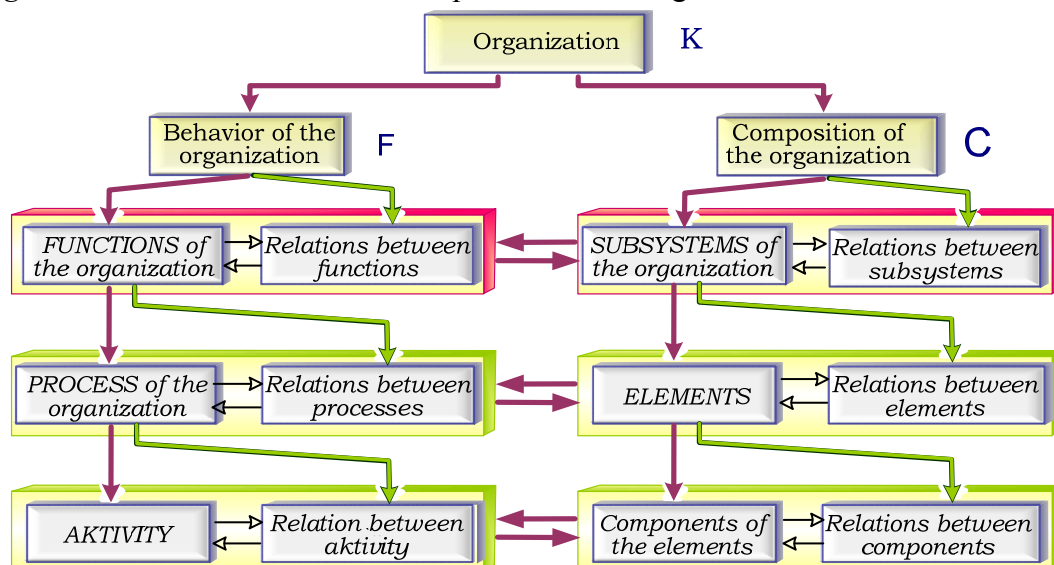 Organization
K
Behavior of the
organization
F
Composition of
the organization
C
FUNCTIONS of
the organization
Relations between
functions
SUBSYSTEMS of
the organization
Relations between
subsystems
PROCESS of the
organization
Relations between
processes
ELEMENTS
Relations between
elements
AKTIVITY
Relation between
aktivity
Components of
the elements
Relations between
components